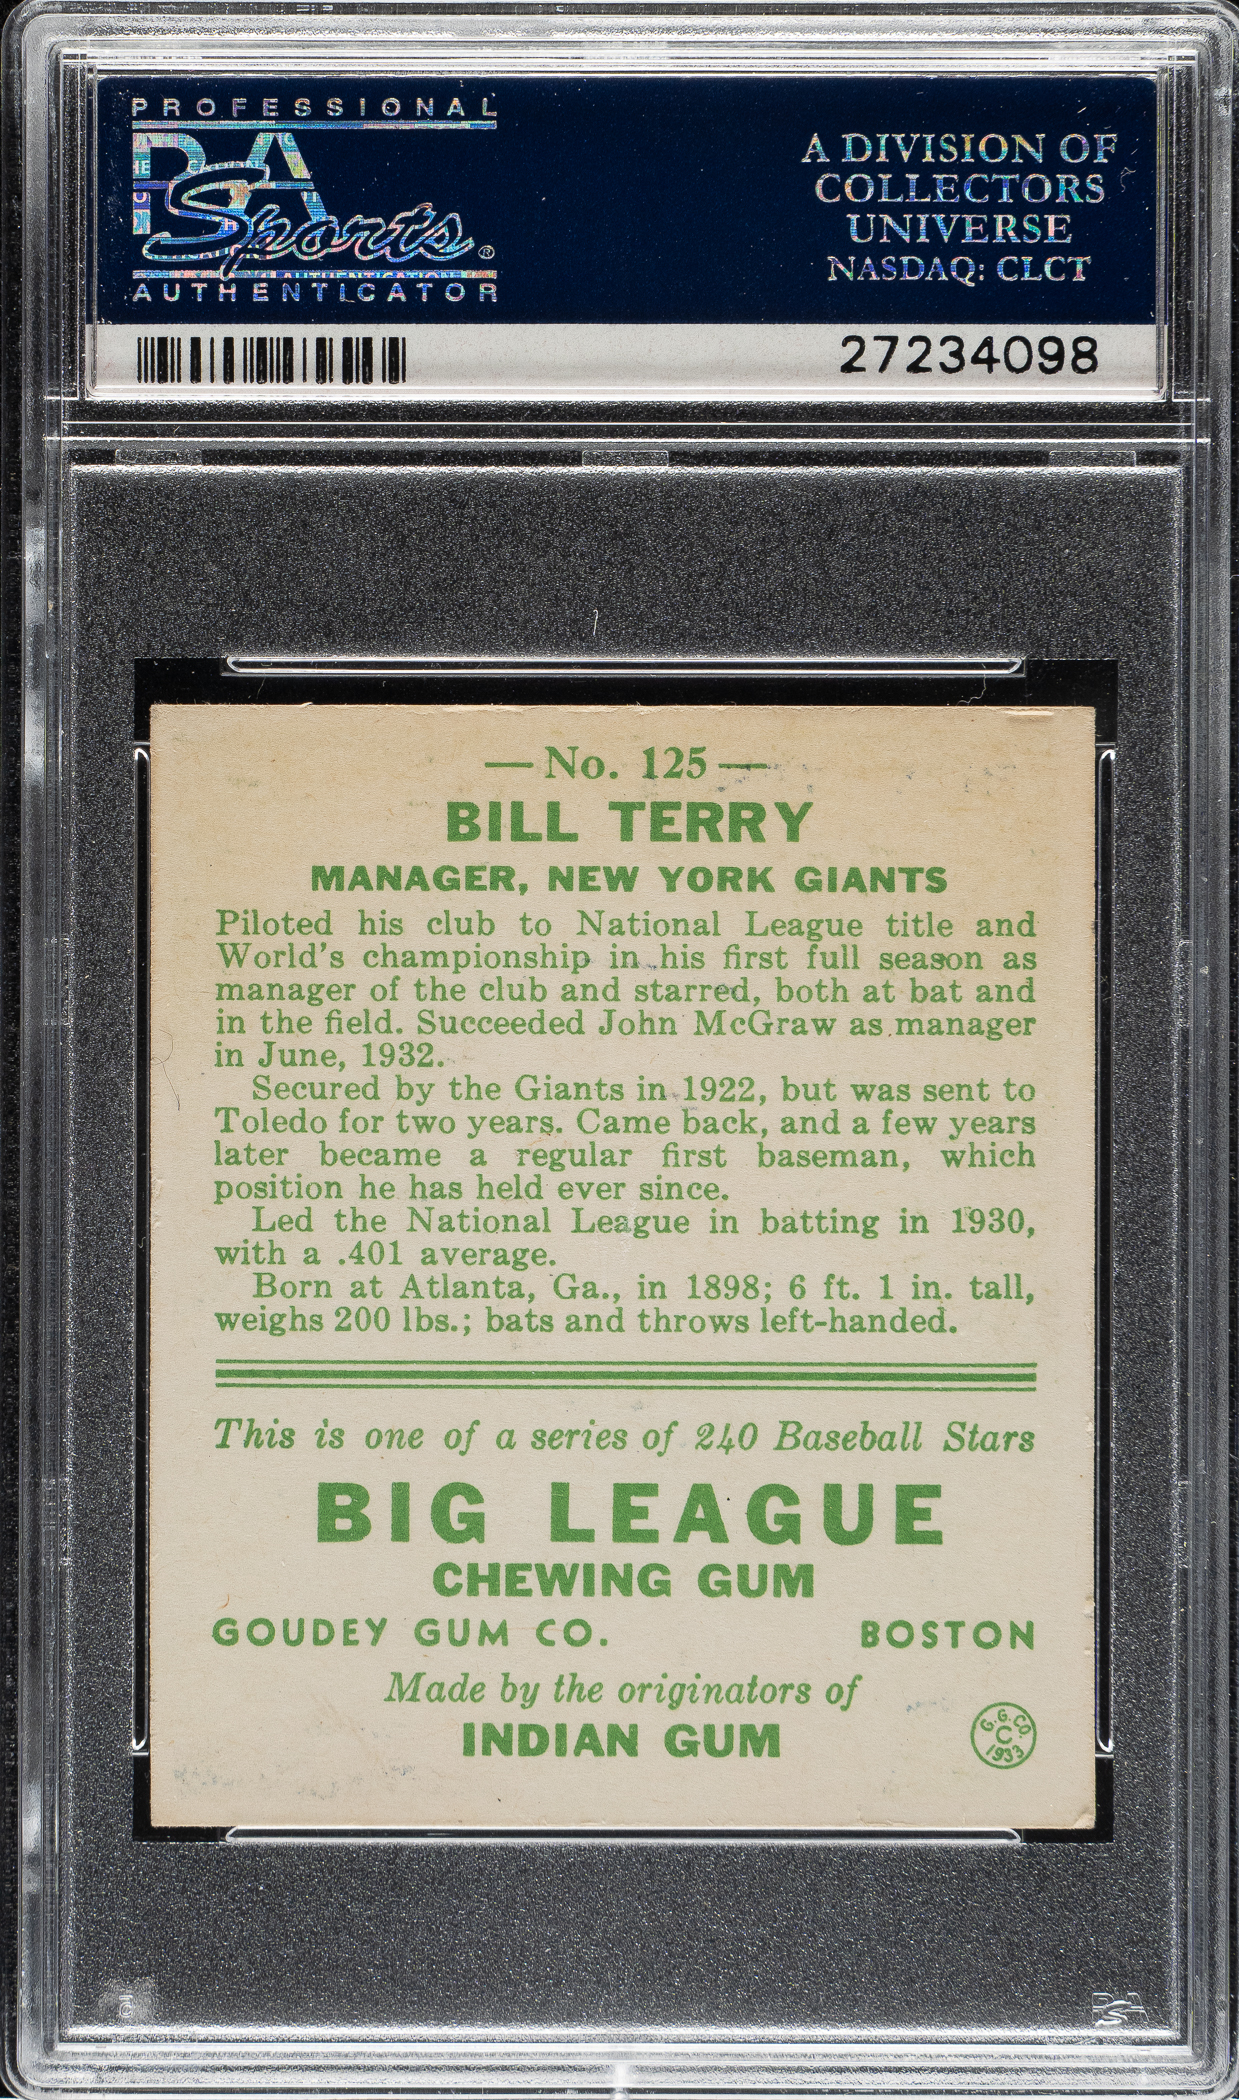 PROFESSIONAL
PSA
Sports®
AUTHENTICATOR
A DIVISION OF
COLLECTORS
UNIVERSE
NASDAQ: CLCT
27234098
— No. 125 —
BILL TERRY
MANAGER, NEW YORK GIANTS
Piloted his club to National League title and
World's championship in his first full season as
manager of the club and starred, both at bat and
in the field. Succeeded John McGraw as manager
in June, 1932.
Secured by the Giants in 1922, but was sent to
Toledo for two years. Came back, and a few years
later became a regular first baseman, which
position he has held ever since.
Led the National League in batting in 1930,
with a .401 average.
Born at Atlanta, Ga., in 1898; 6 ft. 1 in. tall,
weighs 200 lbs.; bats and throws left-handed.
This is one of a series of 240 Baseball Stars
BIG LEAGUE
CHEWING GUM
GOUDEY GUM CO. BOSTON
Made by the originators of
INDIAN GUM
G.G.CO.
C
1933
PSA